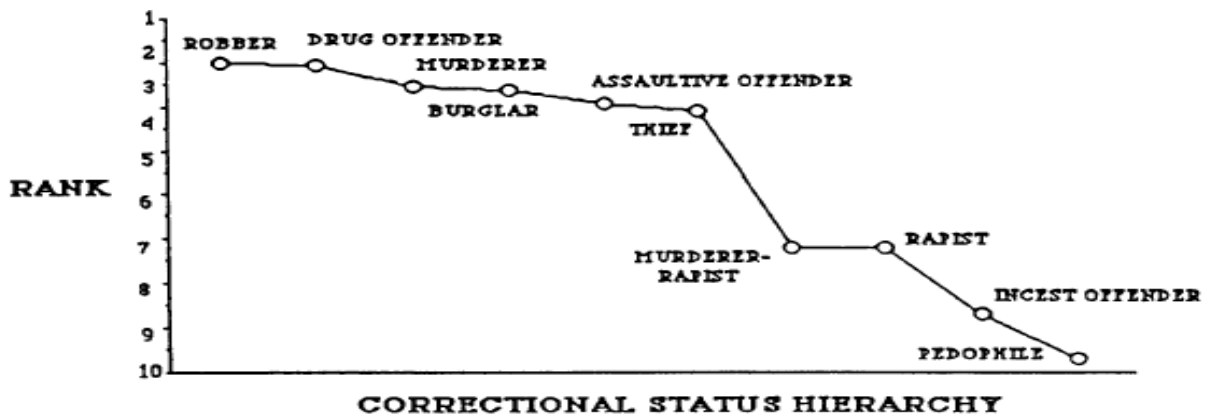 1
ROBBER
DRUG OFFENDER
2
MURDERER
ASSAULTIVE OFFENDER
3
BURGLAR
4
THIEF
5
RANK
6
7
MURDERER-
RAPIST
RAPIST
8
INCEST OFFENDER
9
PEDOPHILE
10
CORRECTIONAL STATUS HIERARCHY